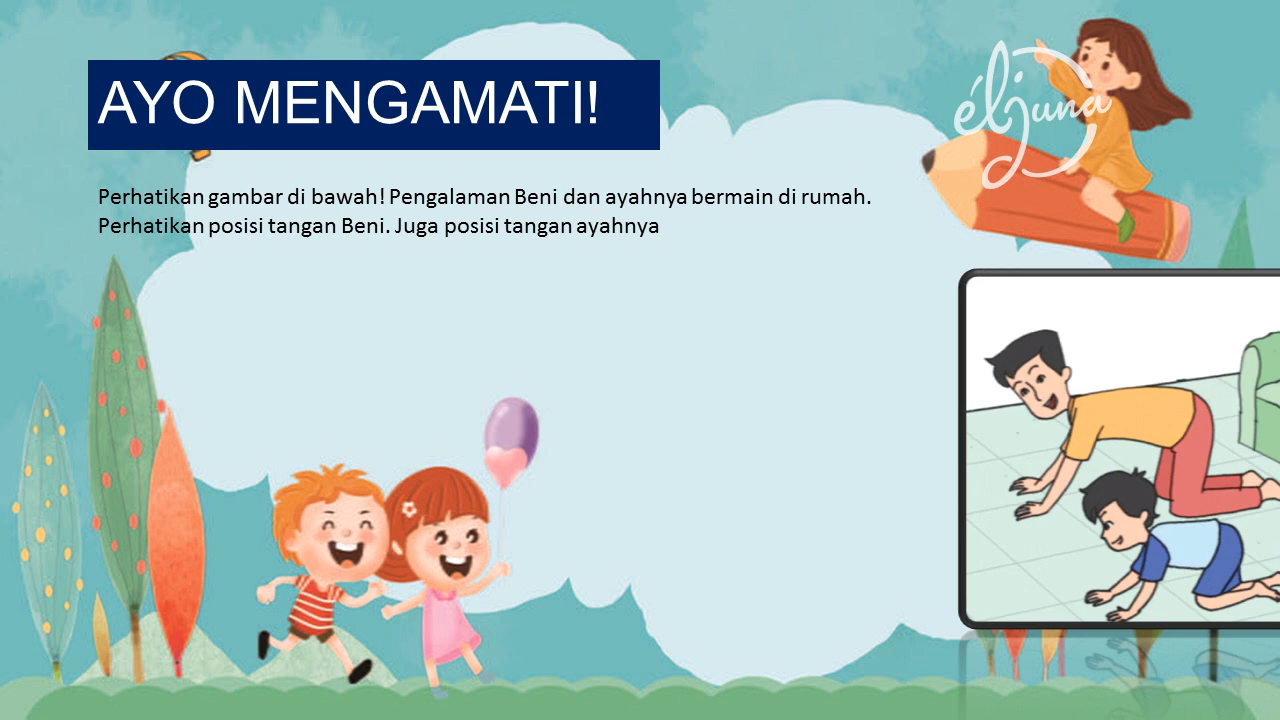 AYO MENGAMATI!
éljuna
Perhatikan gambar di bawah! Pengalaman Beni dan ayahnya bermain di rumah.
Perhatikan posisi tangan Beni. Juga posisi tangan ayahnya